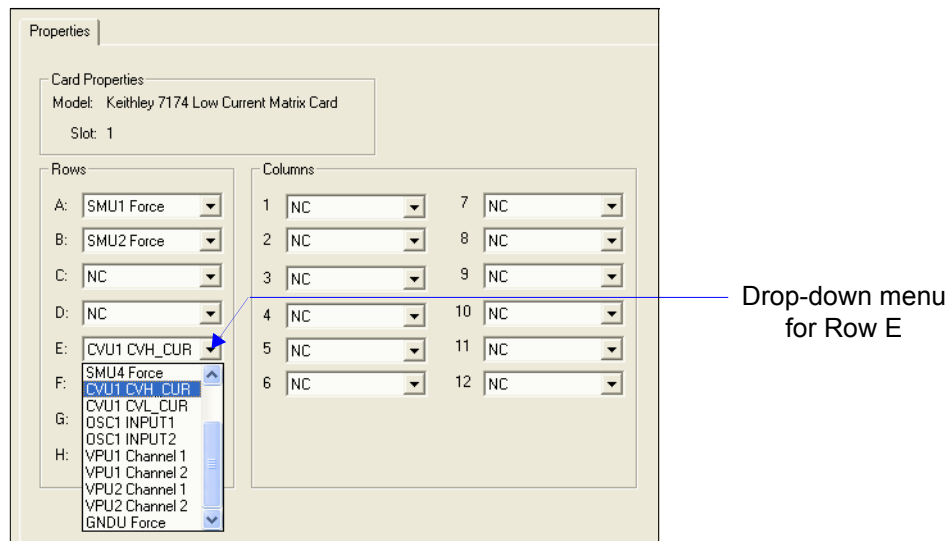 Properties
Card Properties
Model: Keithley 7174 Low Current Matrix Card
Slot: 1
Rows
A: SMU1 Force
B: SMU2 Force
C: NC
D: NC
E: CVU1 CVH_CUR
F:
G:
H:
SMU4 Force
CVU1 CVH_CUR
CVU1 CVL_CUR
OSC1 INPUT1
OSC1 INPUT2
VPU1 Channel 1
VPU1 Channel 2
VPU2 Channel 1
VPU2 Channel 2
GNDU Force
Columns
1 NC
2 NC
3 NC
4 NC
5 NC
6 NC
7 NC
8 NC
9 NC
10 NC
11 NC
12 NC
Drop-down menu
for Row E